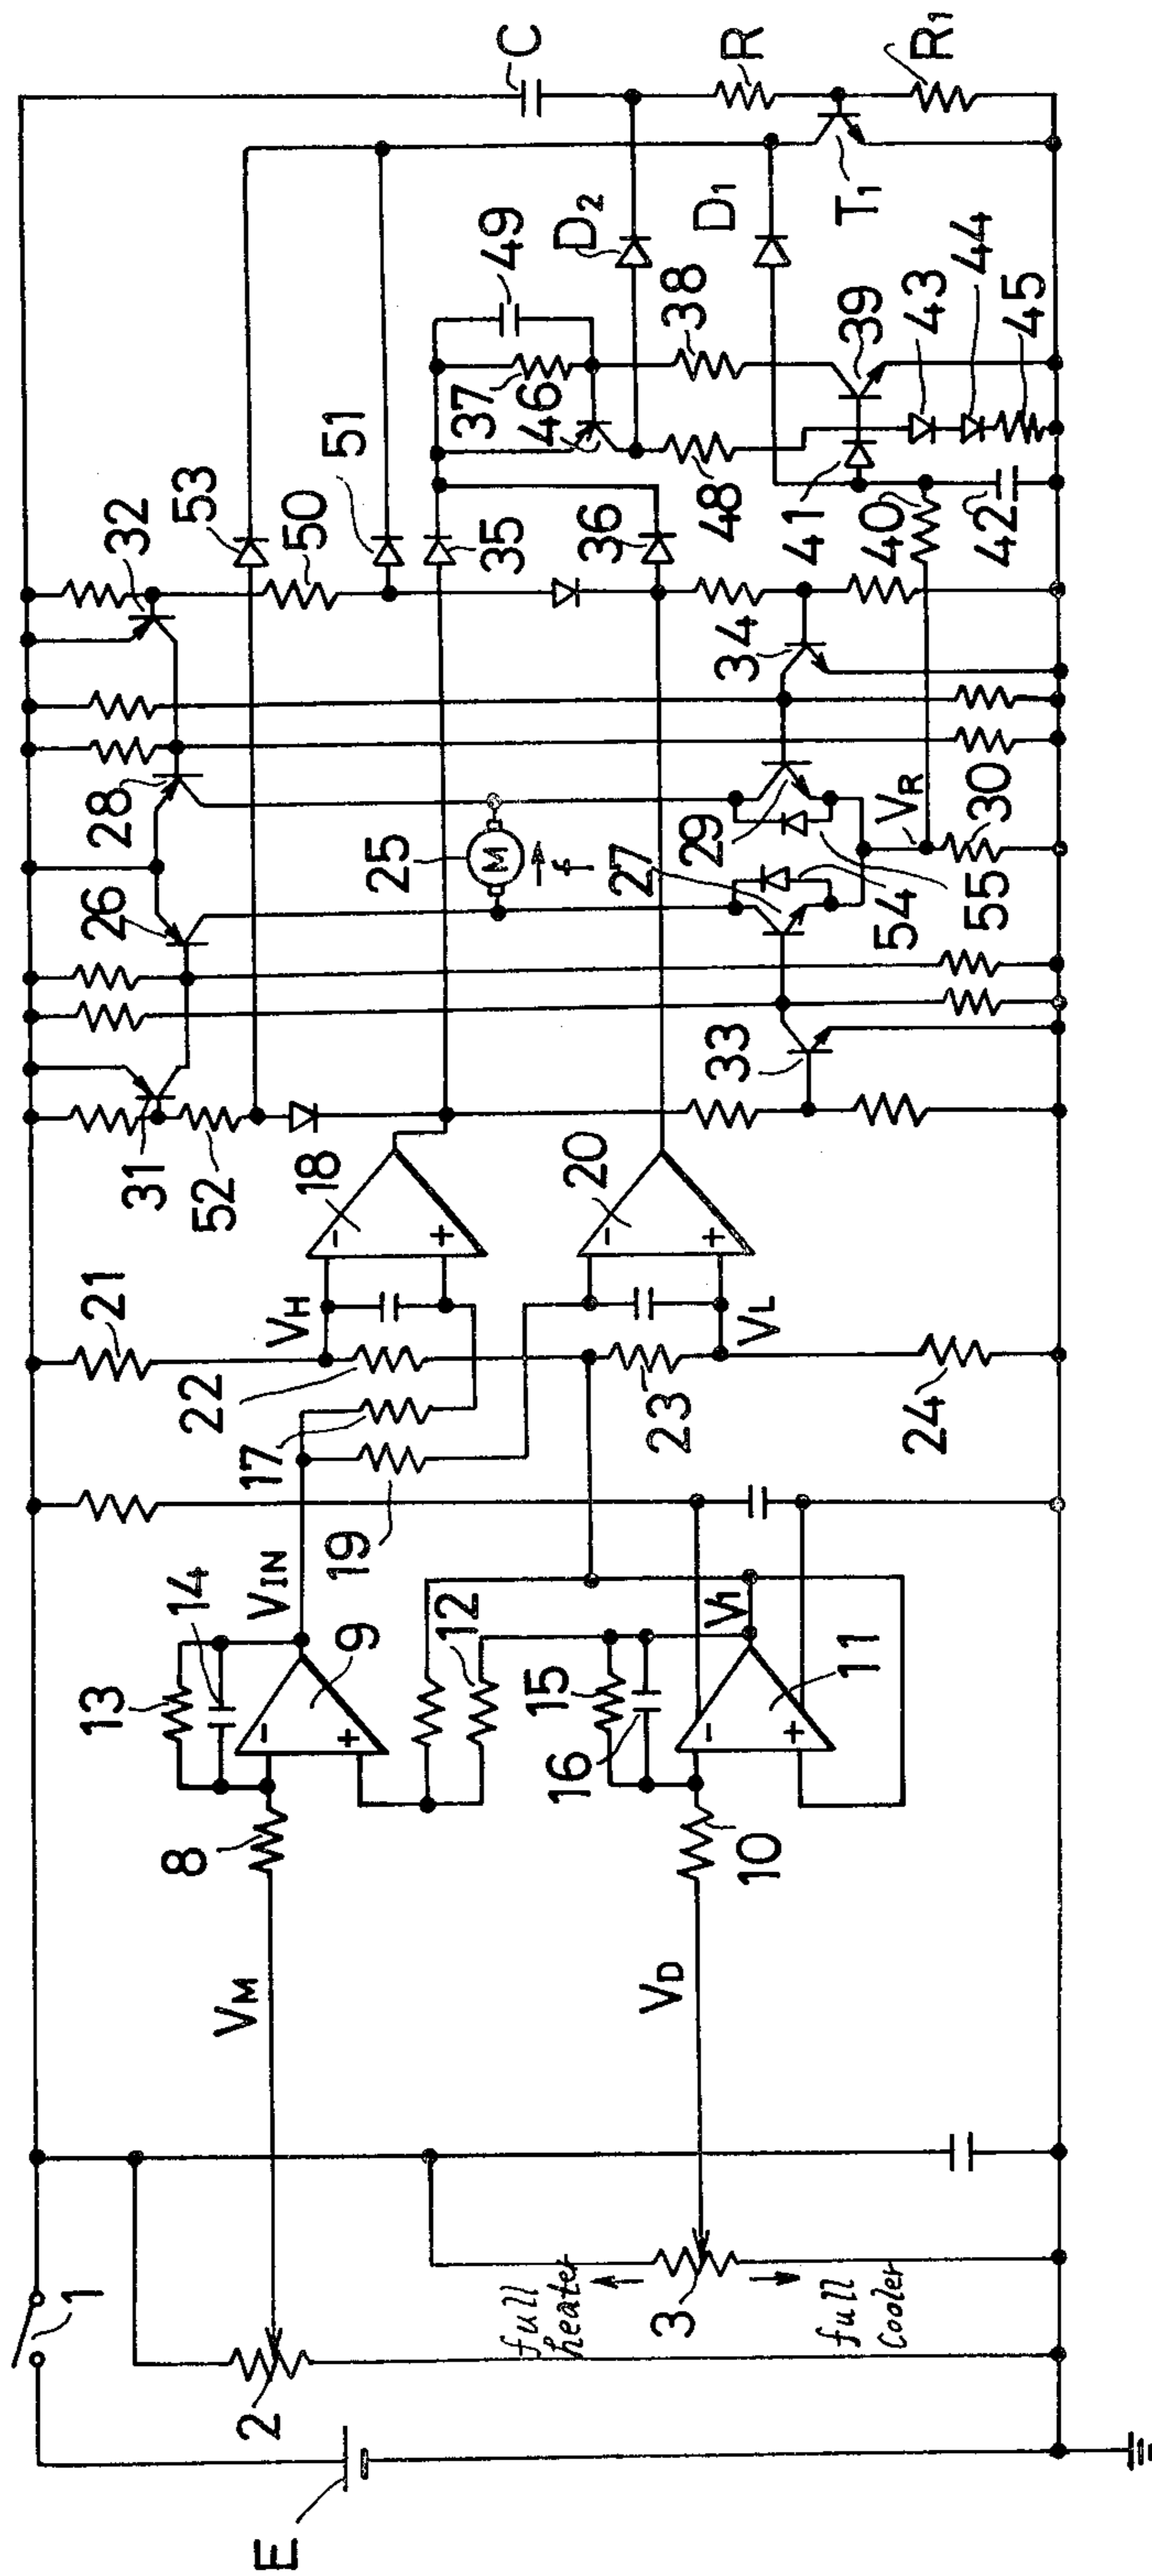 E
1
2
3
full
heater
full
cooler
VM
VD
8
10
13
14
9
-
+
VIN
12
15
16
11
-
+
V1
19
17
22
21
VH
23
24
VL
18
-
+
20
-
+
31
52
33
26
28
25
M
f
27
29
54
55
30
VR
32
53
50
51
35
36
34
37
46
49
38
48
41
40
42
39
43
44
45
D2
D1
T1
C
R
R1